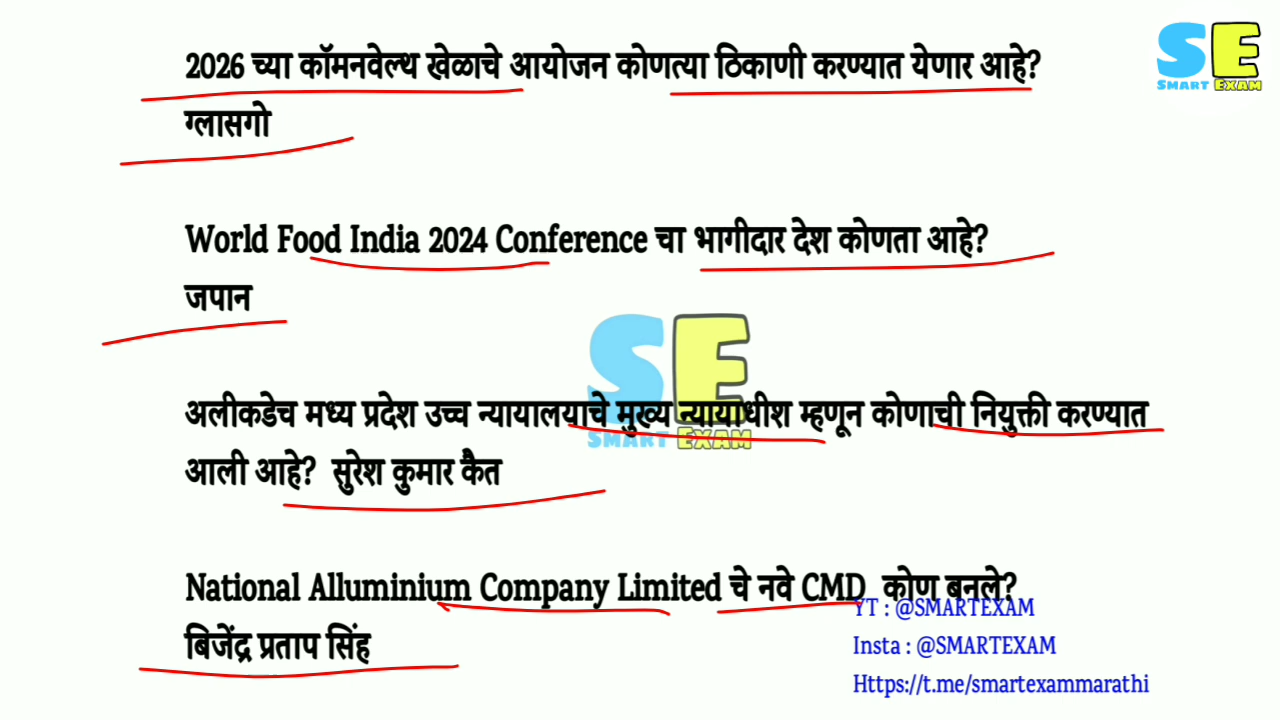 SE
SMART EXAM
2026 च्या कॉमनवेल्थ खेळाचे आयोजन कोणत्या ठिकाणी करण्यात येणार आहे?
ग्लासगो
World Food India 2024 Conference चा भागीदार देश कोणता आहे?
जपान
SE
SMART EXAM
अलीकडेच मध्य प्रदेश उच्च न्यायालयाचे मुख्य न्यायाधीश म्हणून कोणाची नियुक्ती करण्यात
आली आहे? सुरेश कुमार कैत
National Alluminium Company Limited चे नवे CMD कोण बनले?
बिजेंद्र प्रताप सिंह
YT : @SMARTEXAM
Insta : @SMARTEXAM
Https://t.me/smartexammarathi